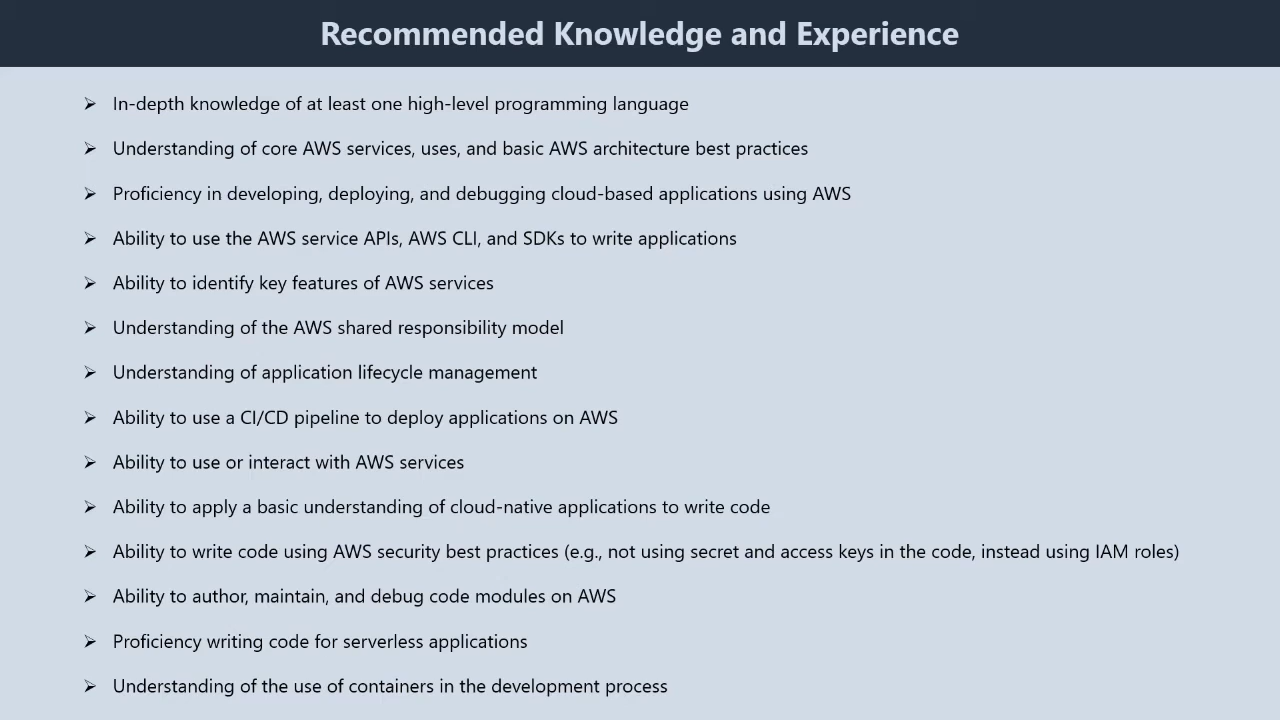 Recommended Knowledge and Experience
➢ In-depth knowledge of at least one high-level programming language
➢ Understanding of core AWS services, uses, and basic AWS architecture best practices
➢ Proficiency in developing, deploying, and debugging cloud-based applications using AWS
➢ Ability to use the AWS service APIs, AWS CLI, and SDKs to write applications
➢ Ability to identify key features of AWS services
➢ Understanding of the AWS shared responsibility model
➢ Understanding of application lifecycle management
➢ Ability to use a CI/CD pipeline to deploy applications on AWS
➢ Ability to use or interact with AWS services
➢ Ability to apply a basic understanding of cloud-native applications to write code
➢ Ability to write code using AWS security best practices (e.g., not using secret and access keys in the code, instead using IAM roles)
➢ Ability to author, maintain, and debug code modules on AWS
➢ Proficiency writing code for serverless applications
➢ Understanding of the use of containers in the development process